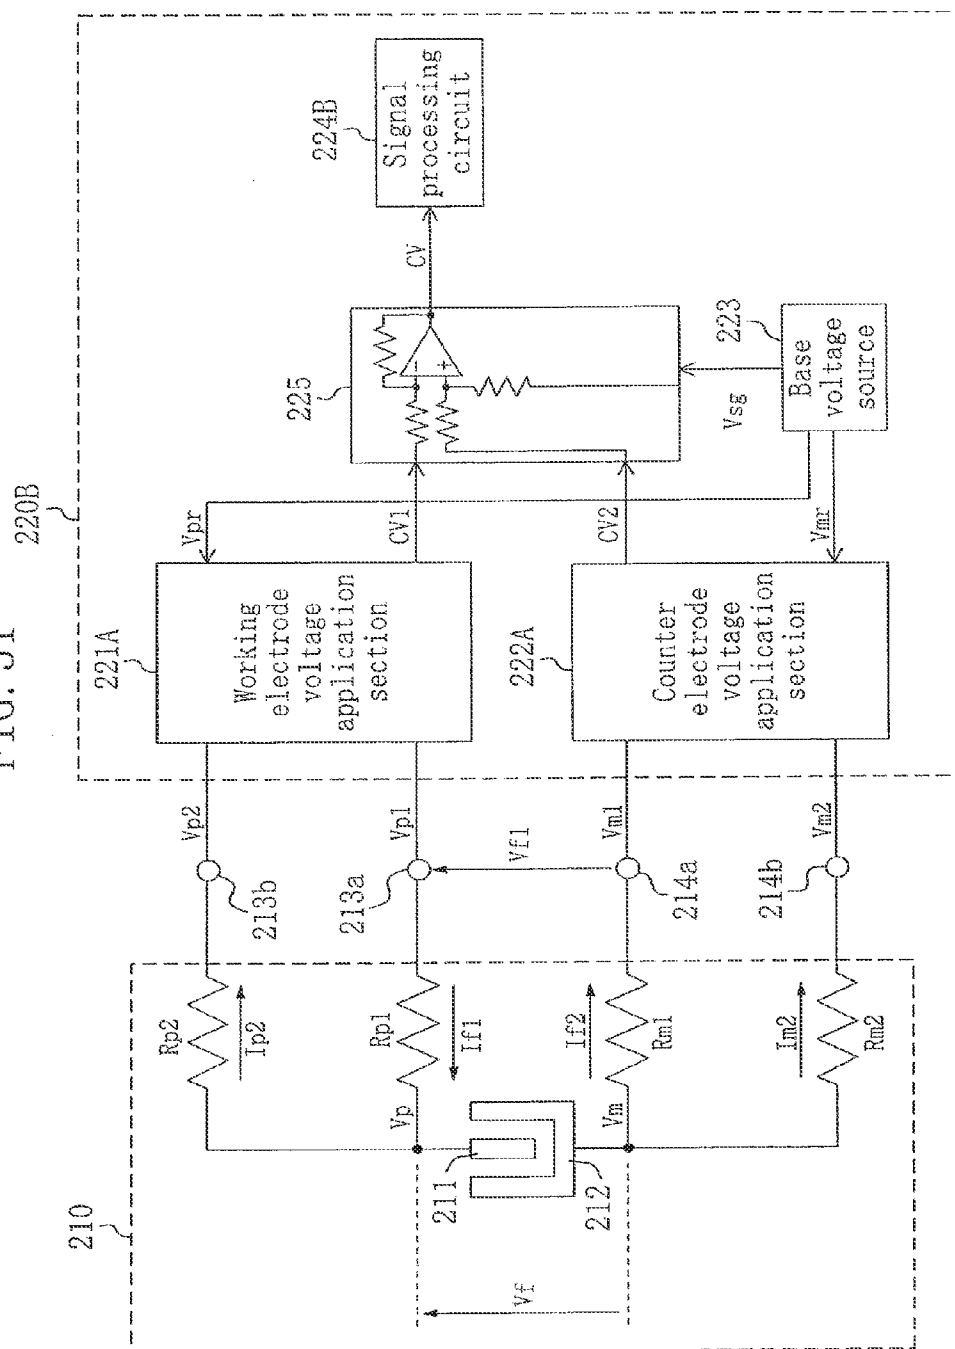 FIG. 31
220B
224B
Signal
processing
circuit
CV
225
−
+
223
Base
voltage
source
Vsg
Vpr
CV1
CV2
Vmr
221A
Working
electrode
voltage
application
section
222A
Counter
electrode
voltage
application
section
Vp2
Vp1
Vm1
Vm2
Vf1
213b
213a
214a
214b
210
Rp2
Ip2
Rp1
If1
If2
Rm1
Im2
Rm2
Vp
Vm
211
212
Vf